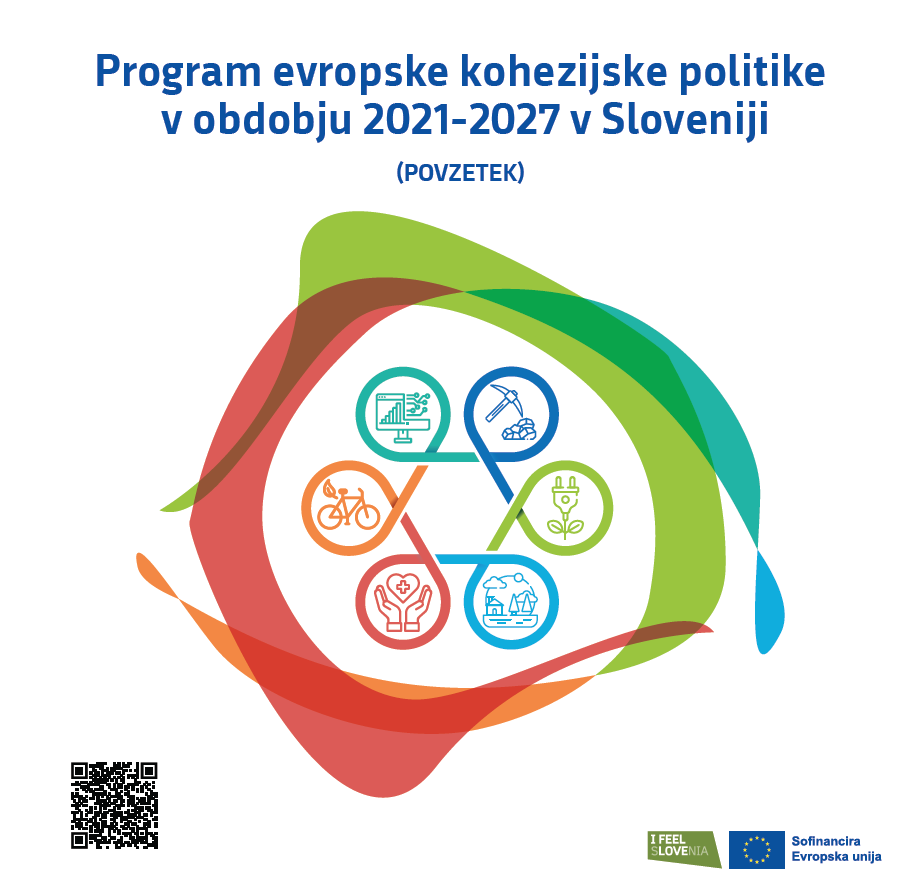 Program evropske kohezijske politike
v obdobju 2021-2027 v Sloveniji
(POVZETEK)
I FEEL
SLOVENIA
Sofinancira
Evropska unija